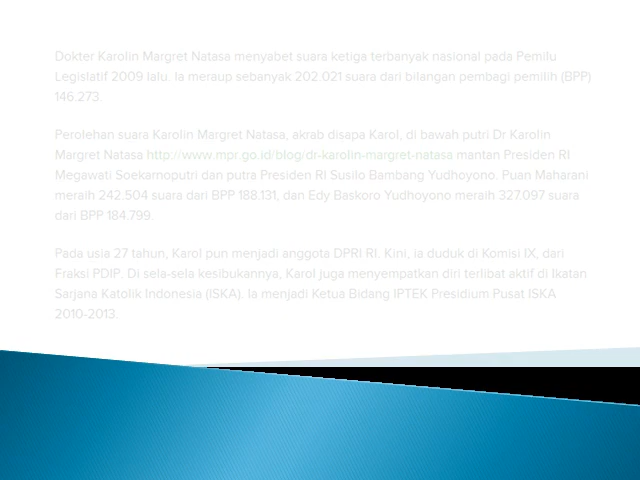 Dokter Karolin Margret Natasa menyabet suara ketiga terbanyak nasional pada Pemilu
Legislatif 2009 lalu. Ia meraup sebanyak 202.021 suara dari bilangan pembagi pemilih (BPP)
146.273.
Perolehan suara Karolin Margret Natasa, akrab disapa Karol, di bawah putri Dr Karolin
Margret Natasa http://www.mpr.go.id/blog/dr-karolin-margret-natasa mantan Presiden RI
Megawati Soekarnoputri dan putra Presiden RI Susilo Bambang Yudhoyono. Puan Maharani
meraih 242.504 suara dari BPP 188.131, dan Edy Baskoro Yudhoyono meraih 327.097 suara
dari BPP 184.799.
Pada usia 27 tahun, Karol pun menjadi anggota DPRI RI. Kini, ia duduk di Komisi IX, dari
Fraksi PDIP. Di sela-sela kesibukannya, Karol juga menyempatkan diri terlibat aktif di Ikatan
Sarjana Katolik Indonesia (ISKA). Ia menjadi Ketua Bidang IPTEK Presidium Pusat ISKA
2010-2013.